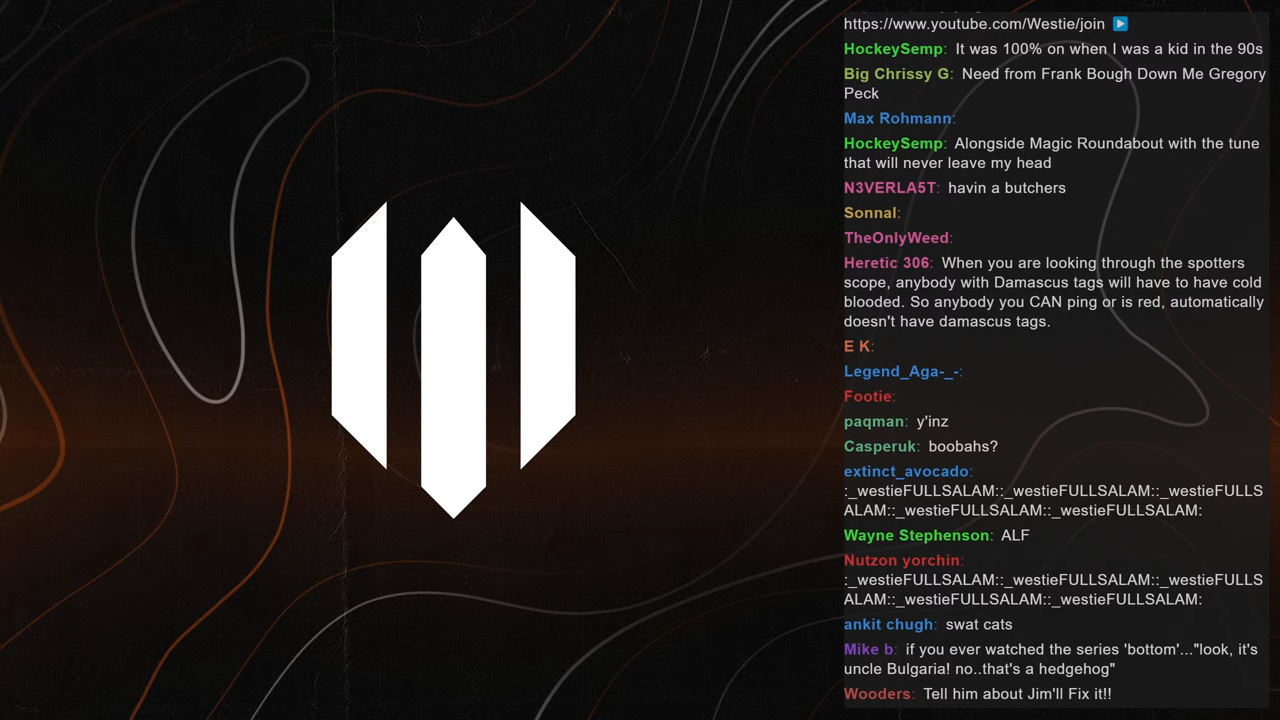 https://www.youtube.com/Westie/join
HockeySemp: It was 100% on when I was a kid in the 90s
Big Chrissy G: Need from Frank Bough Down Me Gregory
Peck
Max Rohmann:
HockeySemp: Alongside Magic Roundabout with the tune
that will never leave my head
N3VERLA5T: havin a butchers
Sonnal:
TheOnlyWeed:
Heretic 306: When you are looking through the spotters
scope, anybody with Damascus tags will have to have cold
blooded. So anybody you CAN ping or is red, automatically
doesn't have damascus tags.
E K:
Legend_Aga-_-:
Footie:
paqman: y'inz
Casperuk: boobahs?
extinct_avocado:
:_westieFULLSALAM::_westieFULLSALAM::_westieFULLS
ALAM::_westieFULLSALAM::_westieFULLSALAM:
Wayne Stephenson: ALF
Nutzon yorchin:
:_westieFULLSALAM::_westieFULLSALAM::_westieFULLS
ALAM::_westieFULLSALAM::_westieFULLSALAM:
ankit chugh: swat cats
Mike b: if you ever watched the series 'bottom'..."look, it's
uncle Bulgaria! no..that's a hedgehog"
Wooders: Tell him about Jim'll Fix it!!